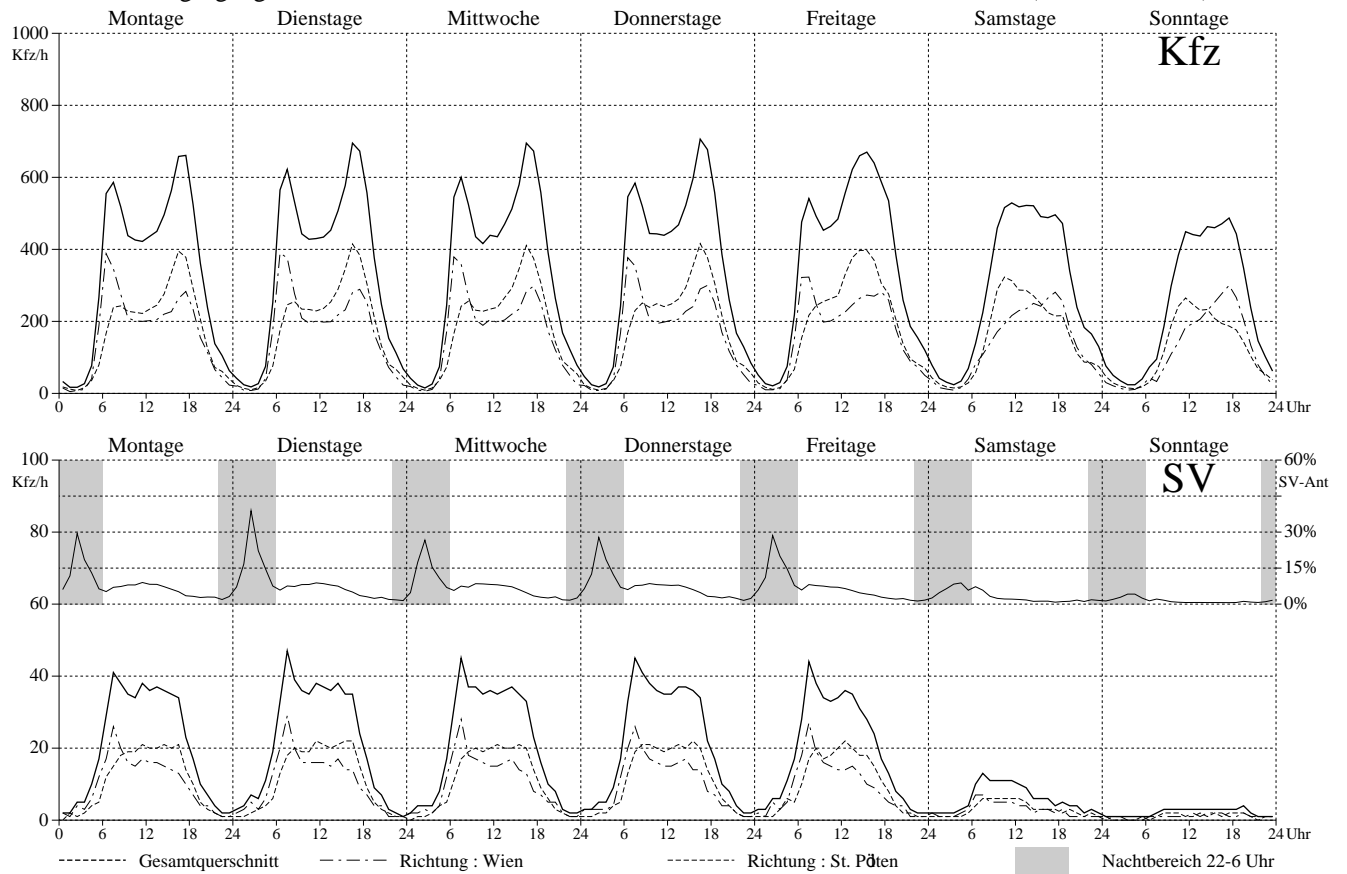 Montage Dienstage Mittwoche Donnerstage Freitage Samstage Sonntage
1000
Kfz/h
Kfz
800
600
400
200
0
0 6 12 18 24 6 12 18 24 6 12 18 24 6 12 18 24 6 12 18 24 6 12 18 24 6 12 18 24 Uhr
Montage Dienstage Mittwoche Donnerstage Freitage Samstage Sonntage
100 60%
Kfz/h SV SV-Ant
80 30%
15%
60 0%
40
20
0
0 6 12 18 24 6 12 18 24 6 12 18 24 6 12 18 24 6 12 18 24 6 12 18 24 6 12 18 24 Uhr
Gesamtquerschnitt Richtung : Wien Richtung : St. Pölten Nachtbereich 22-6 Uhr